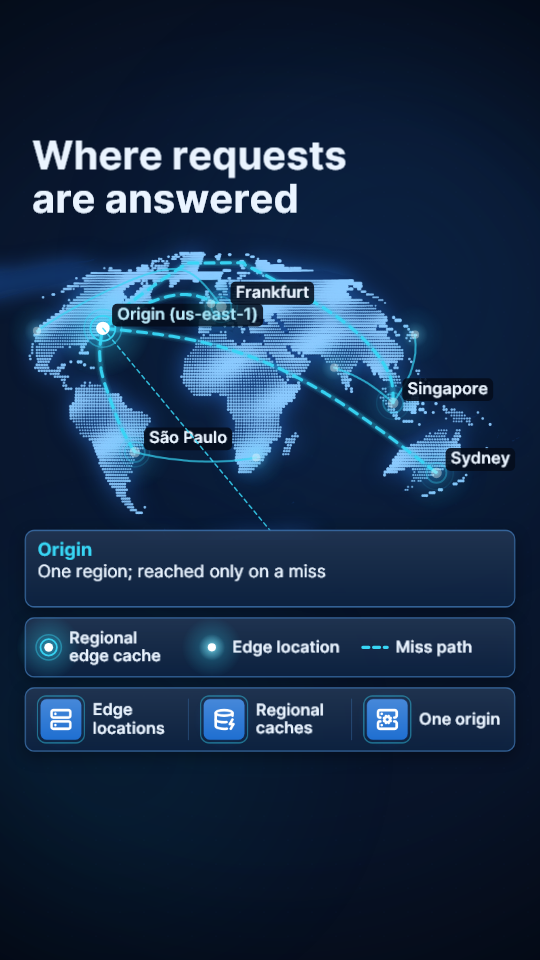 Where requests
are answered
Frankfurt
Origin (us-east-1)
Singapore
São Paulo
Sydney
Origin
One region; reached only on a miss
Regional
edge cache
Edge location
Miss path
Edge
locations
Regional
caches
One origin